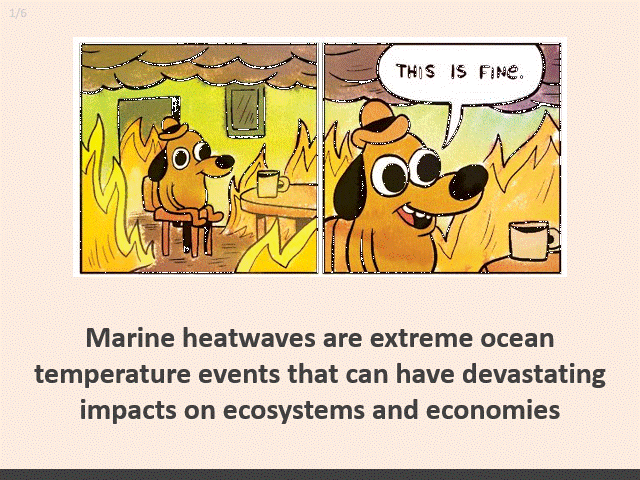 1/6
THIS IS FINE.
Marine heatwaves are extreme ocean
temperature events that can have devastating
impacts on ecosystems and economies